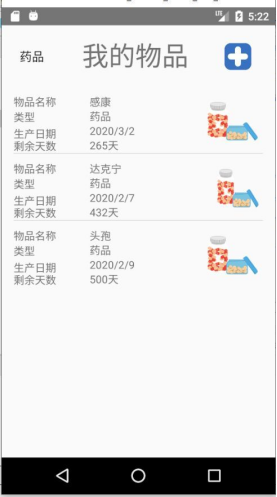 LTE 5:22
药品 我的物品
物品名称 感康
类型 药品
生产日期 2020/3/2
剩余天数 265天
物品名称 达克宁
类型 药品
生产日期 2020/2/7
剩余天数 432天
物品名称 头孢
类型 药品
生产日期 2020/2/9
剩余天数 500天